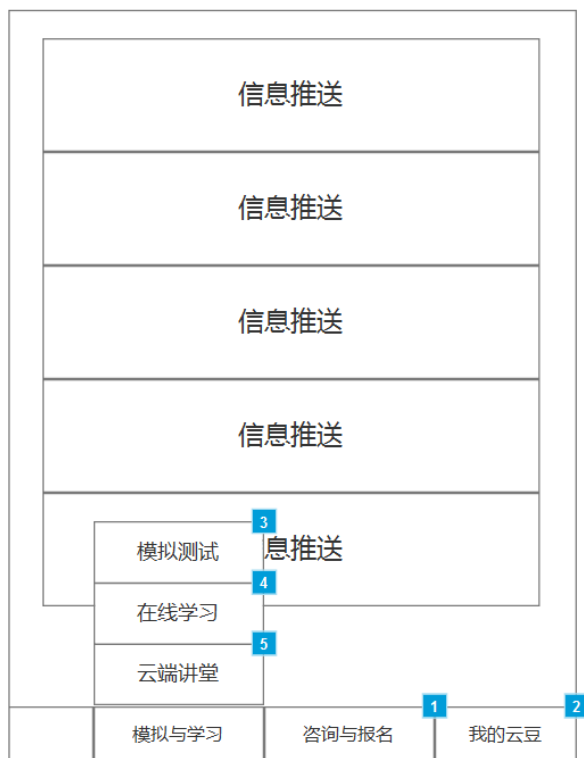 信息推送
信息推送
信息推送
信息推送
息推送
3
模拟测试
4
在线学习
5
云端讲堂
1
2
模拟与学习 咨询与报名 我的云豆